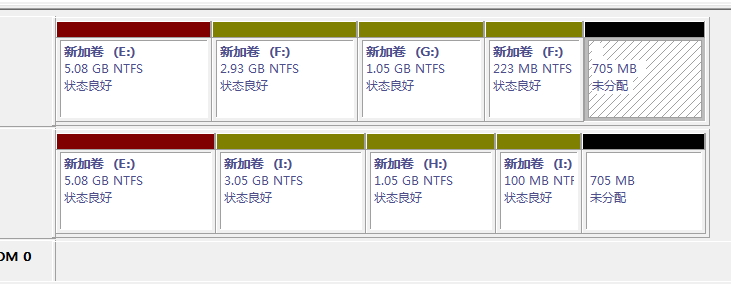 新加卷 (E:)
5.08 GB NTFS
状态良好
新加卷 (F:)
2.93 GB NTFS
状态良好
新加卷 (G:)
1.05 GB NTFS
状态良好
新加卷 (F:)
223 MB NTFS
状态良好
705 MB
未分配
新加卷 (E:)
5.08 GB NTFS
状态良好
新加卷 (I:)
3.05 GB NTFS
状态良好
新加卷 (H:)
1.05 GB NTFS
状态良好
新加卷 (I:)
100 MB NTF
状态良好
705 MB
未分配
OM 0